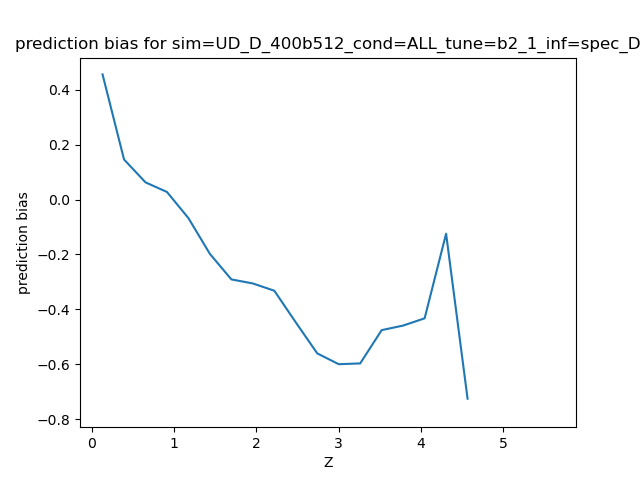 prediction bias for sim=UD_D_400b512_cond=ALL_tune=b2_1_inf=spec_D
0.4
0.2
0.0
−0.2
−0.4
−0.6
−0.8
prediction bias
0 1 2 3 4 5
Z